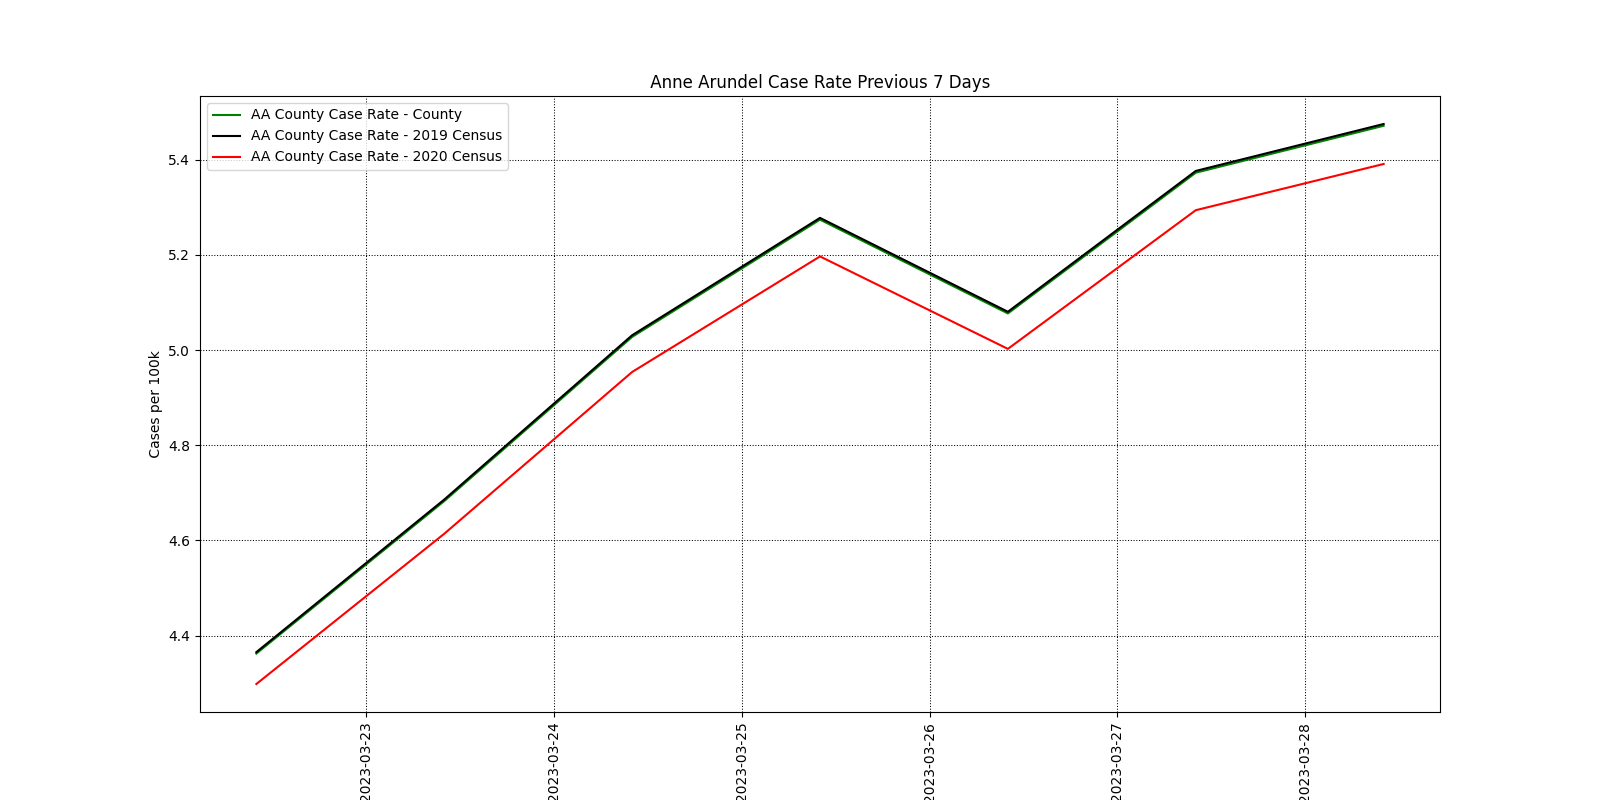 Anne Arundel Case Rate Previous 7 Days
AA County Case Rate - County
AA County Case Rate - 2019 Census
AA County Case Rate - 2020 Census
5.4
5.2
5.0
4.8
4.6
4.4
Cases per 100k
2023-03-23
2023-03-24
2023-03-25
2023-03-26
2023-03-27
2023-03-28